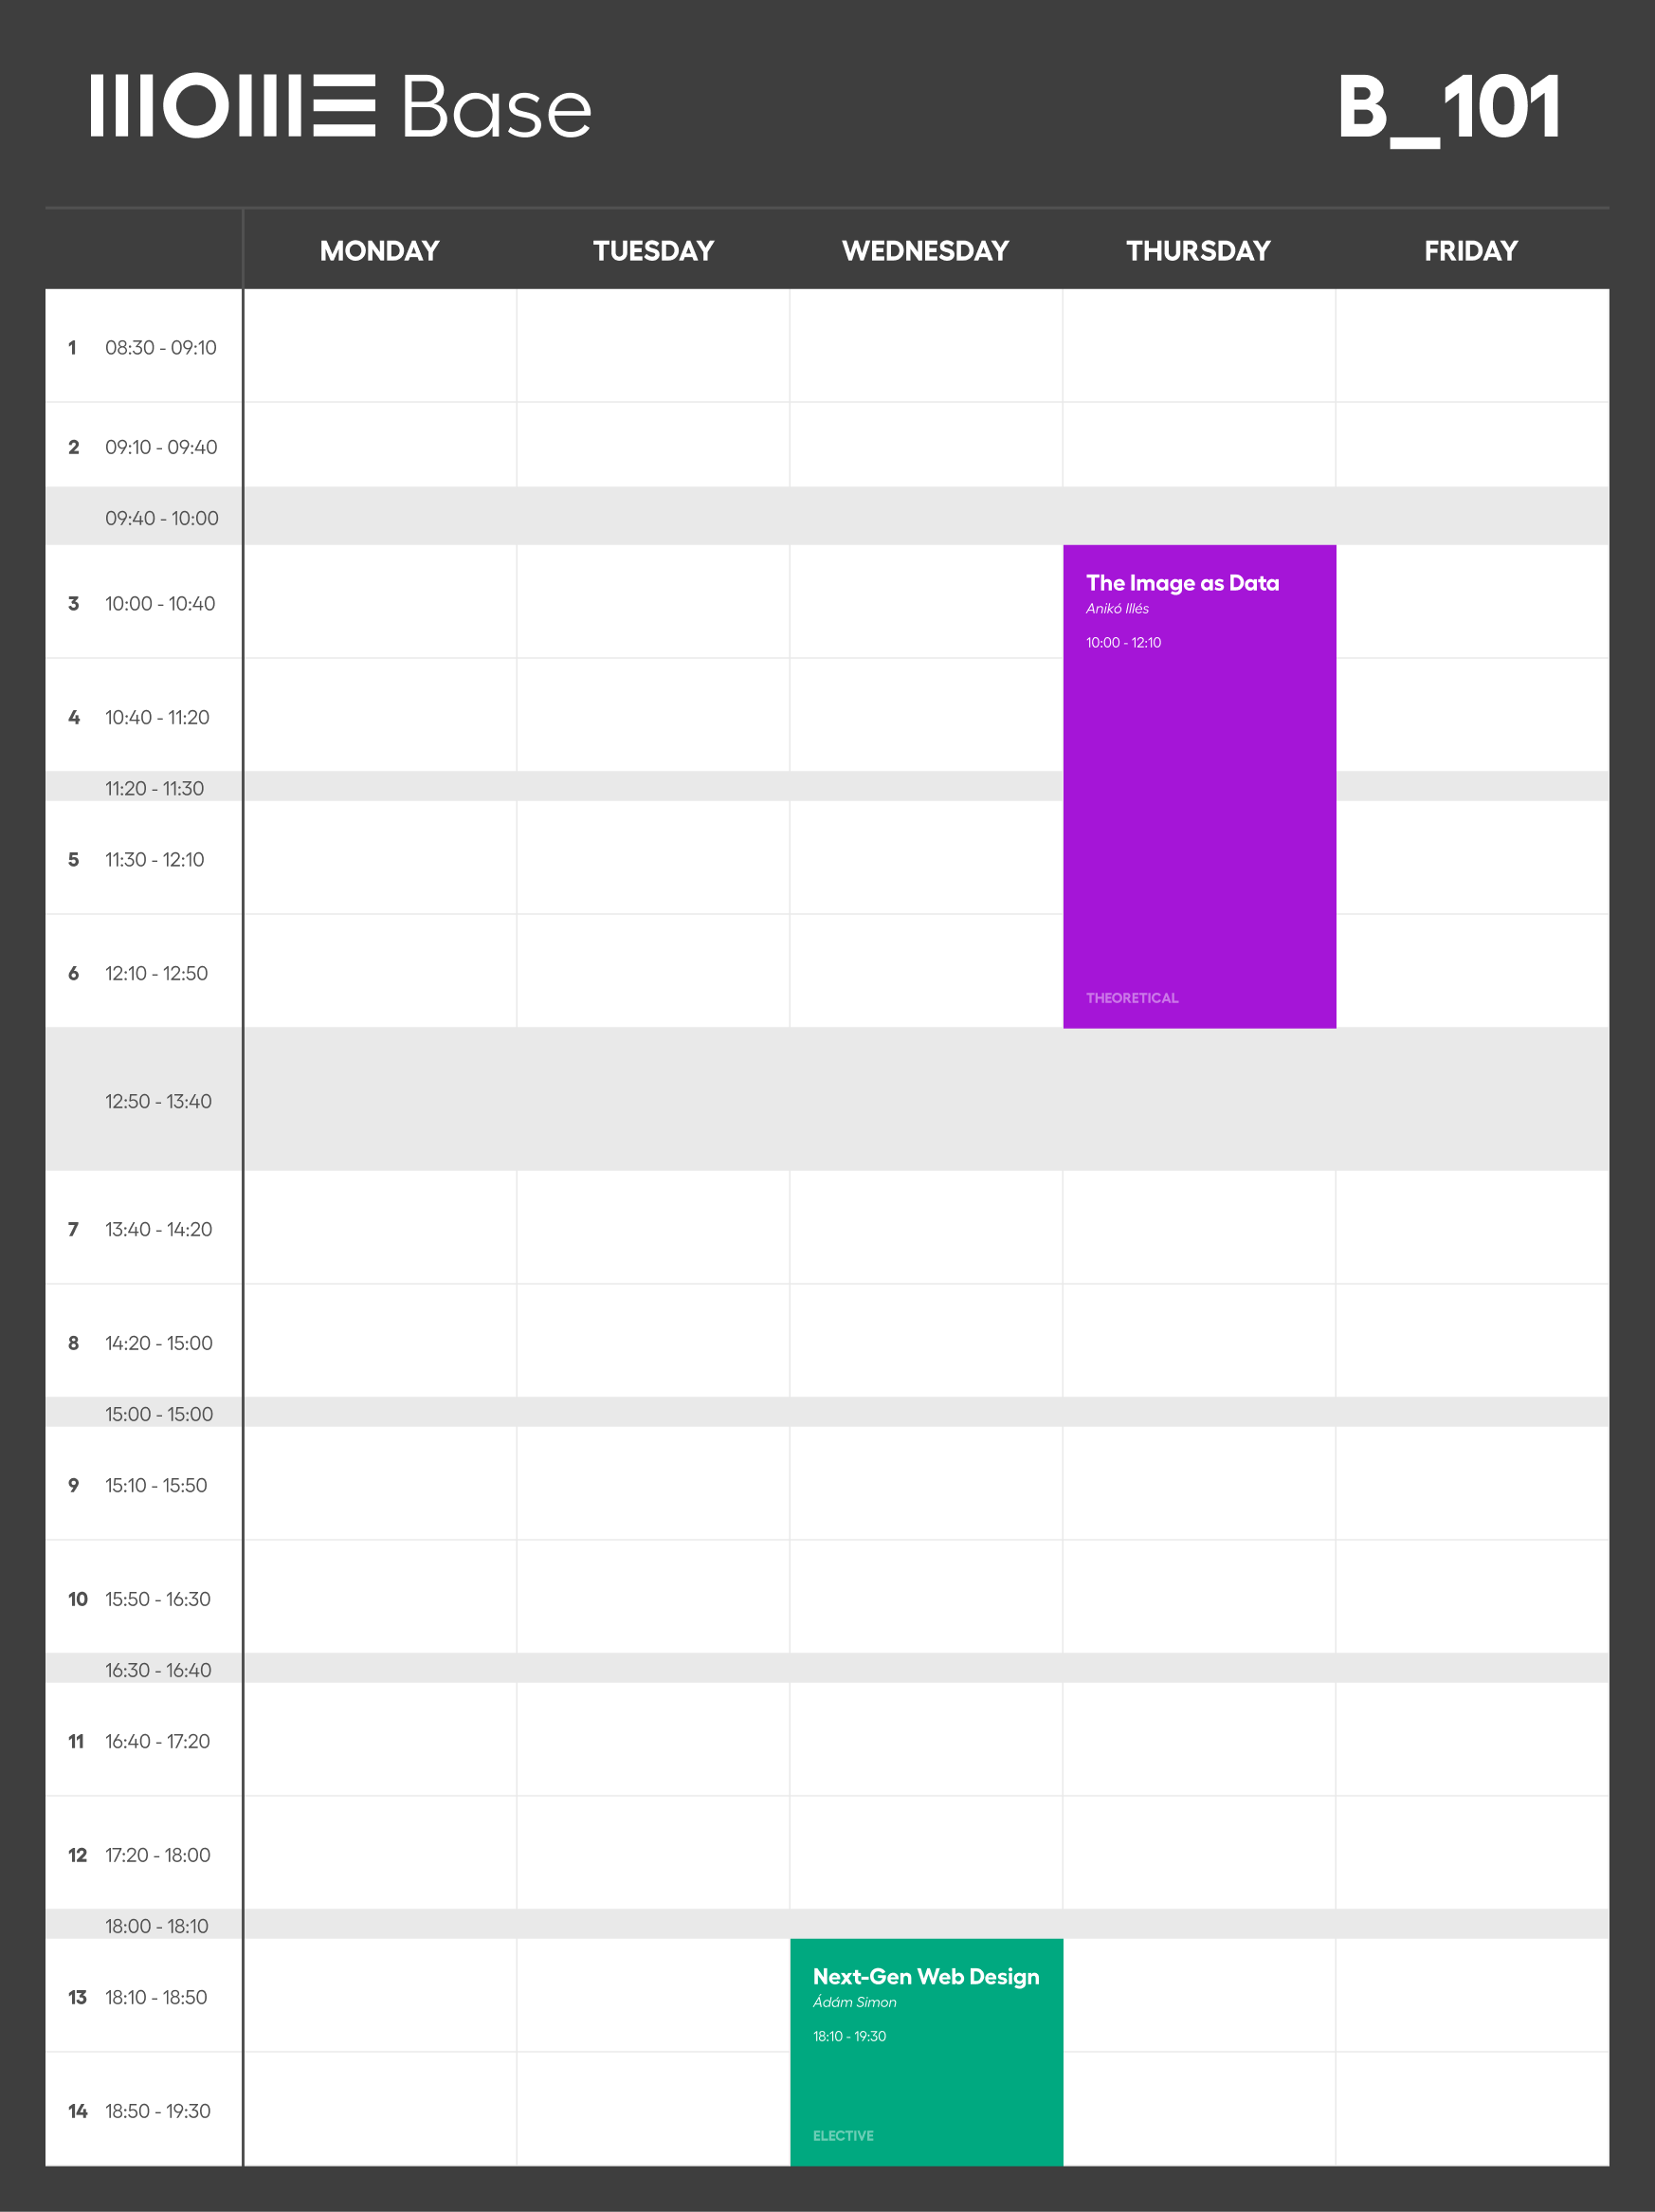 MOME Base
B_101
MONDAY TUESDAY WEDNESDAY THURSDAY FRIDAY
1 08:30 - 09:10
2 09:10 - 09:40
09:40 - 10:00
3 10:00 - 10:40
The Image as Data
Anikó Illés
10:00 - 12:10
4 10:40 - 11:20
11:20 - 11:30
5 11:30 - 12:10
6 12:10 - 12:50
THEORETICAL
12:50 - 13:40
7 13:40 - 14:20
8 14:20 - 15:00
15:00 - 15:00
9 15:10 - 15:50
10 15:50 - 16:30
16:30 - 16:40
11 16:40 - 17:20
12 17:20 - 18:00
18:00 - 18:10
13 18:10 - 18:50
Next-Gen Web Design
Ádám Simon
18:10 - 19:30
14 18:50 - 19:30
ELECTIVE